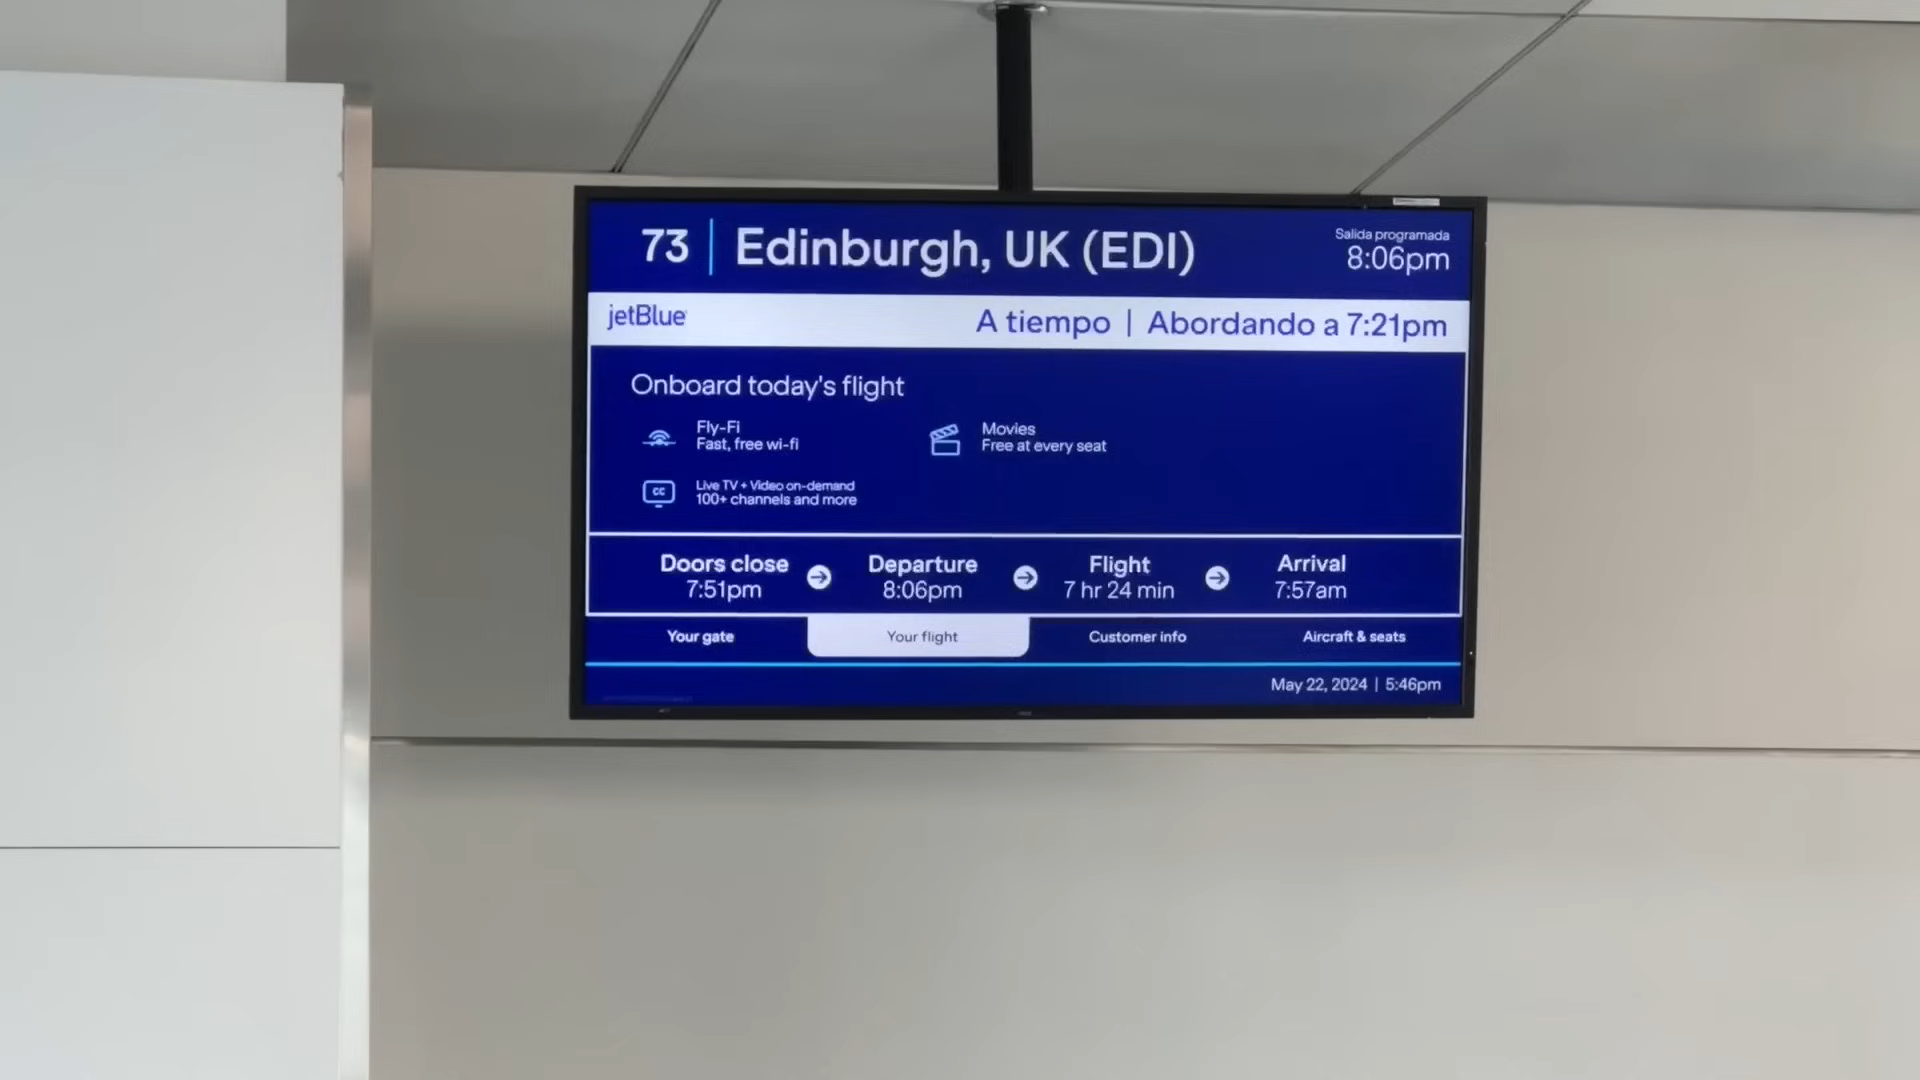 73 | Edinburgh, UK (EDI)
Salida programada
8:06pm
jetBlue
A tiempo | Abordando a 7:21pm
Onboard today's flight
Fly-Fi
Fast, free wi-fi
Movies
Free at every seat
CC
Live TV + Video on-demand
100+ channels and more
Doors close
7:51pm
Departure
8:06pm
Flight
7 hr 24 min
Arrival
7:57am
Your gate
Your flight
Customer info
Aircraft & seats
May 22, 2024 | 5:46pm